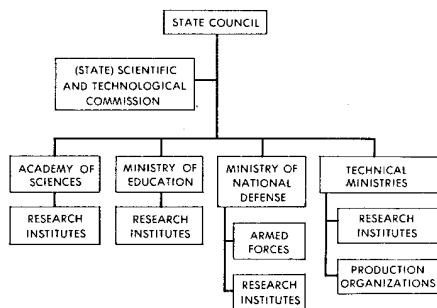 STATE COUNCIL
(STATE) SCIENTIFIC
AND TECHNOLOGICAL
COMMISSION
ACADEMY OF
SCIENCES
RESEARCH
INSTITUTES
MINISTRY OF
EDUCATION
RESEARCH
INSTITUTES
MINISTRY OF
NATIONAL
DEFENSE
ARMED
FORCES
RESEARCH
INSTITUTES
TECHNICAL
MINISTRIES
RESEARCH
INSTITUTES
PRODUCTION
ORGANIZATIONS